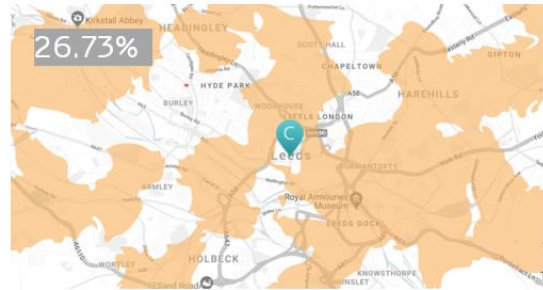 Kirkstall Abbey
26.73%
HEADINGLEY
SCOTT HALL
GIPTON
CHAPELTOWN
HYDE PARK
A58
HAREHILLS
BURLEY
WOODHOUSE
LITTLE LONDON
C
Leeds
BURMANTOFTS
ARMLEY
Royal Armouries
Museum
LEEDS DOCK
WORTLEY
HOLBECK
Elland Road
KNOWSTHORPE
HUNSLET